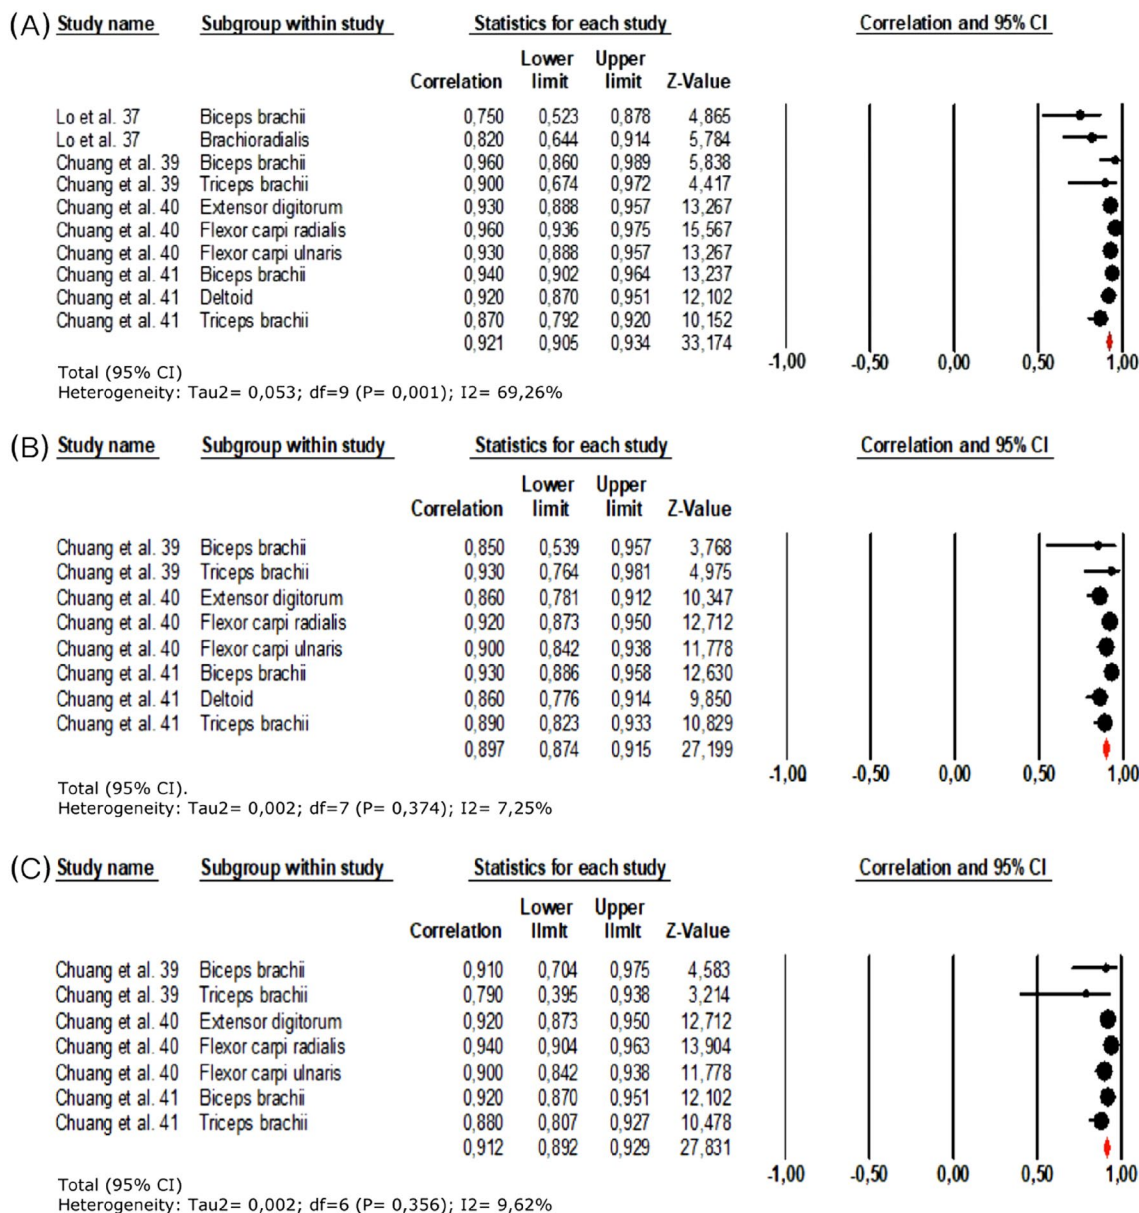 (A) Study name Subgroup within study Statistics for each study Correlation and 95% CI
Lower Upper
Correlation limit limit Z-Value
Lo et al. 37 Biceps brachii 0,750 0,523 0,878 4,865
Lo et al. 37 Brachioradialis 0,820 0,644 0,914 5,784
Chuang et al. 39 Biceps brachii 0,960 0,860 0,989 5,838
Chuang et al. 39 Triceps brachii 0,900 0,674 0,972 4,417
Chuang et al. 40 Extensor digitorum 0,930 0,888 0,957 13,267
Chuang et al. 40 Flexor carpi radialis 0,960 0,936 0,975 15,567
Chuang et al. 40 Flexor carpi ulnaris 0,930 0,888 0,957 13,267
Chuang et al. 41 Biceps brachii 0,940 0,902 0,964 13,237
Chuang et al. 41 Deltoid 0,920 0,870 0,951 12,102
Chuang et al. 41 Triceps brachii 0,870 0,792 0,920 10,152
0,921 0,905 0,934 33,174
-1,00 -0,50 0,00 0,50 1,00
Total (95% CI)
Heterogeneity: Tau2= 0,053; df=9 (P= 0,001); I2= 69,26%
(B) Study name Subgroup within study Statistics for each study Correlation and 95% CI
Lower Upper
Correlation limit limit Z-Value
Chuang et al. 39 Biceps brachii 0,850 0,539 0,957 3,768
Chuang et al. 39 Triceps brachii 0,930 0,764 0,981 4,975
Chuang et al. 40 Extensor digitorum 0,860 0,781 0,912 10,347
Chuang et al. 40 Flexor carpi radialis 0,920 0,873 0,950 12,712
Chuang et al. 40 Flexor carpi ulnaris 0,900 0,842 0,938 11,778
Chuang et al. 41 Biceps brachii 0,930 0,886 0,958 12,630
Chuang et al. 41 Deltoid 0,860 0,776 0,914 9,850
Chuang et al. 41 Triceps brachii 0,890 0,823 0,933 10,829
0,897 0,874 0,915 27,199
-1,00 -0,50 0,00 0,50 1,00
Total (95% CI).
Heterogeneity: Tau2= 0,002; df=7 (P= 0,374); I2= 7,25%
(C) Study name Subgroup within study Statistics for each study Correlation and 95% CI
Lower Upper
Correlation limit limit Z-Value
Chuang et al. 39 Biceps brachii 0,910 0,704 0,975 4,583
Chuang et al. 39 Triceps brachii 0,790 0,395 0,938 3,214
Chuang et al. 40 Extensor digitorum 0,920 0,873 0,950 12,712
Chuang et al. 40 Flexor carpi radialis 0,940 0,904 0,963 13,904
Chuang et al. 40 Flexor carpi ulnaris 0,900 0,842 0,938 11,778
Chuang et al. 41 Biceps brachii 0,920 0,870 0,951 12,102
Chuang et al. 41 Triceps brachii 0,880 0,807 0,927 10,478
0,912 0,892 0,929 27,831
-1,00 -0,50 0,00 0,50 1,00
Total (95% CI)
Heterogeneity: Tau2= 0,002; df=6 (P= 0,356); I2= 9,62%